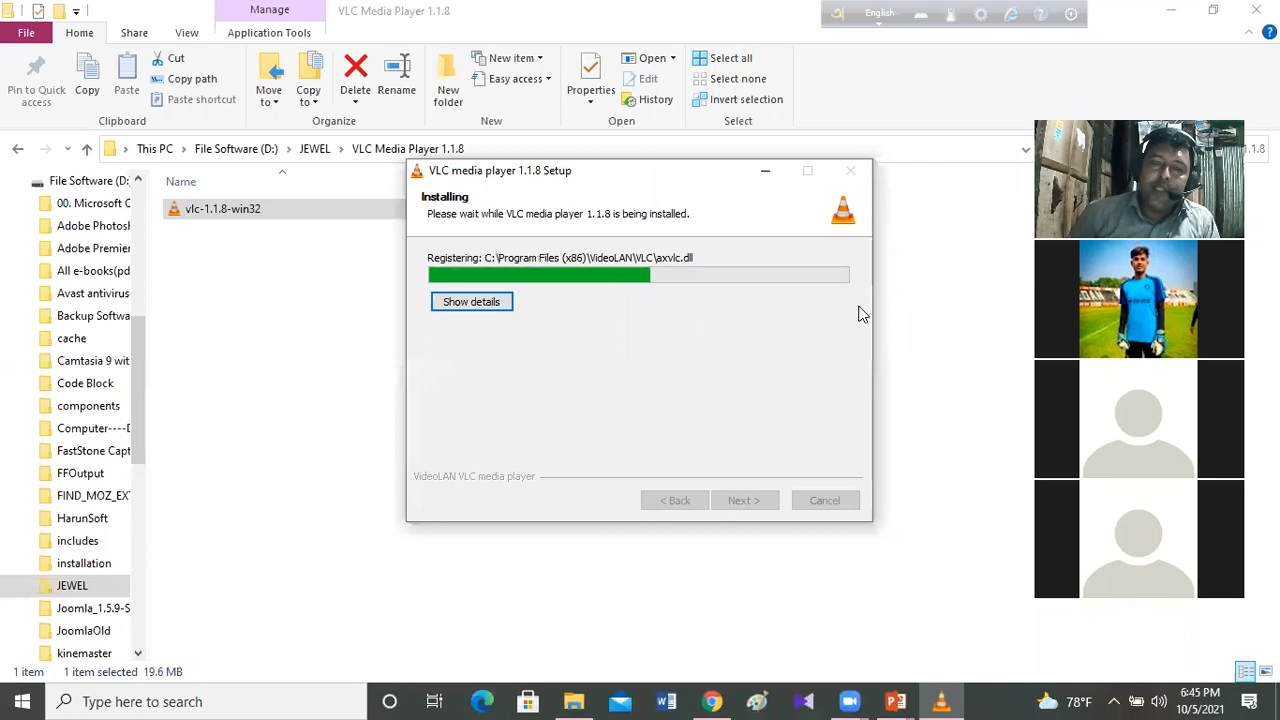 Manage
VLC Media Player 1.1.8
English
File
Home
Share
View
Application Tools
Pin to Quick
access
Copy
Paste
Cut
Copy path
Paste shortcut
Clipboard
Move
to
Copy
to
Delete
Rename
Organize
New
folder
New item
Easy access
New
Properties
Open
Edit
History
Open
Select all
Select none
Invert selection
Select
This PC
File Software (D:)
JEWEL
VLC Media Player 1.1.8
1.1.8
File Software (D:
00. Microsoft C
Adobe Photosh
Adobe Premier
All e-books(pd
Avast antivirus
Backup Softwa
cache
Camtasia 9 wit
Code Block
components
Computer----D
FastStone Capt
FFOutput
FIND_MOZ_EX
HarunSoft
includes
installation
JEWEL
Joomla_1.5.9-S
JoomlaOld
kinemaster
Name
vlc-1.1.8-win32
VLC media player 1.1.8 Setup
Installing
Please wait while VLC media player 1.1.8 is being installed.
Registering: C:\Program Files (x86)\VideoLAN\VLC\axvlc.dll
Show details
VideoLAN VLC media player
< Back
Next >
Cancel
1 item
1 item selected 19.6 MB
Type here to search
78°F
6:45 PM
10/5/2021